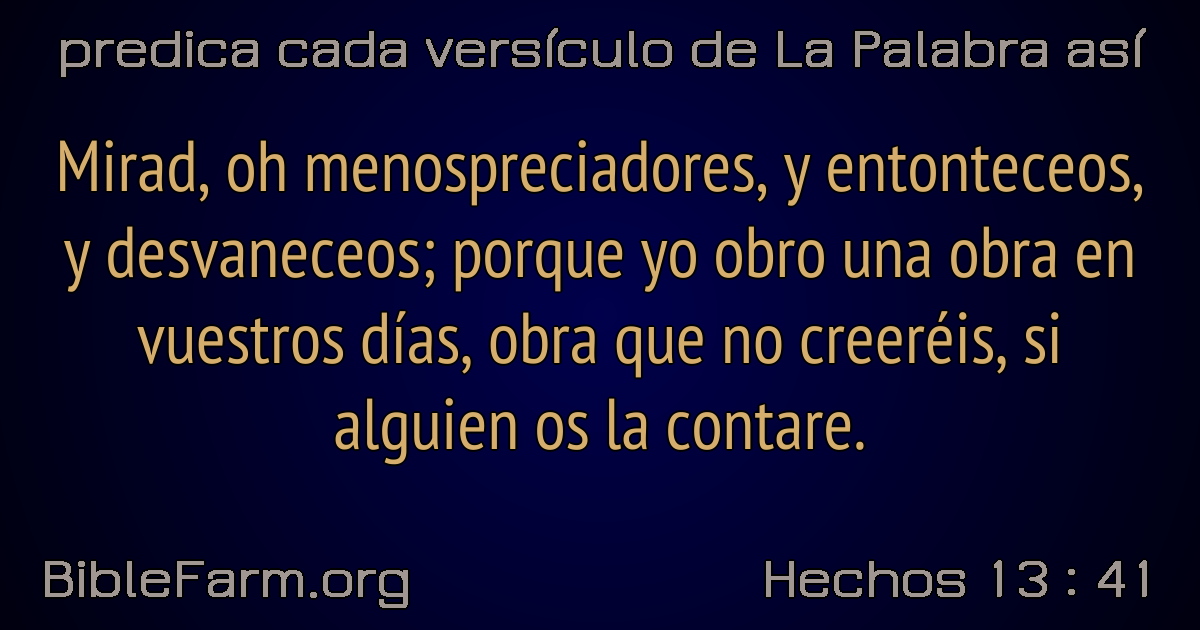 predica cada versículo de La Palabra así
Mirad, oh menospreciadores, y entonteceos,
y desvaneceos; porque yo obro una obra en
vuestros días, obra que no creeréis, si
alguien os la contare.
BibleFarm.org
Hechos 13 : 41